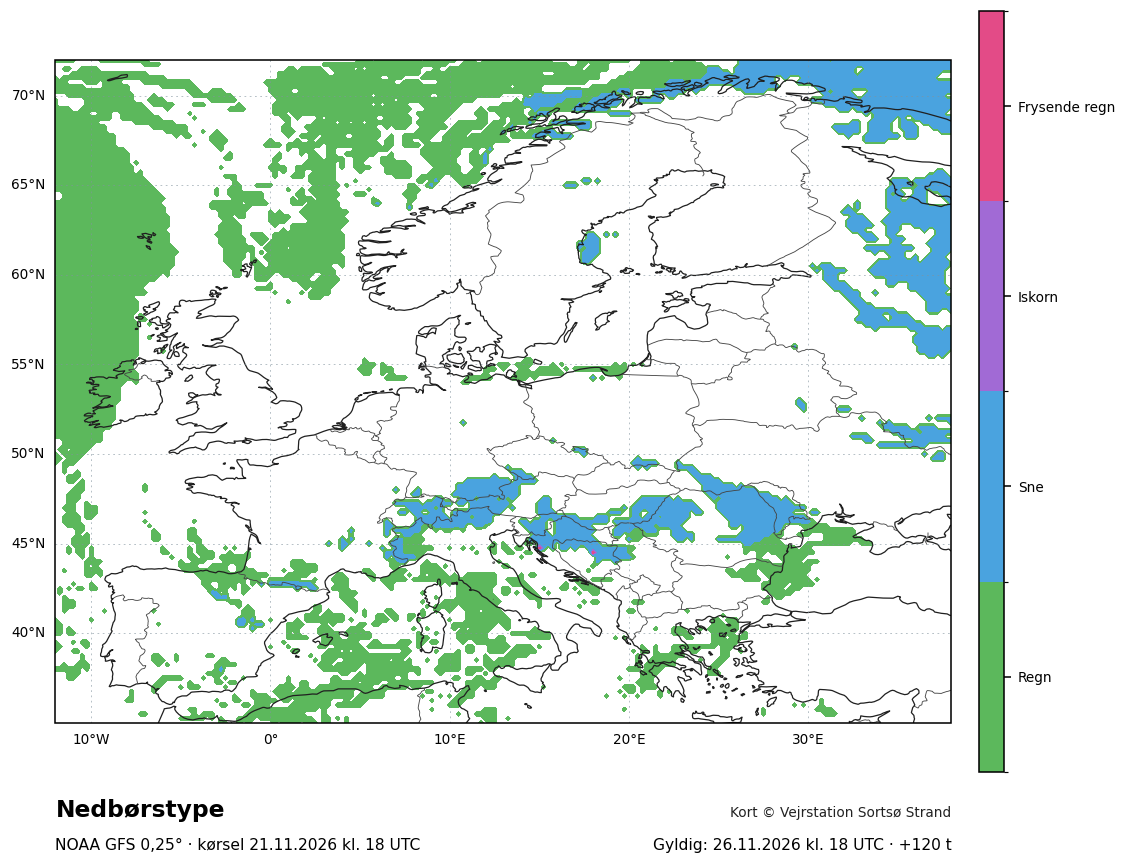 70°N
65°N
60°N
55°N
50°N
45°N
40°N
10°W
0°
10°E
20°E
30°E
Frysende regn
Iskorn
Sne
Regn
Nedbørstype
Kort © Vejrstation Sortsø Strand
NOAA GFS 0,25° · kørsel 21.11.2026 kl. 18 UTC
Gyldig: 26.11.2026 kl. 18 UTC · +120 t